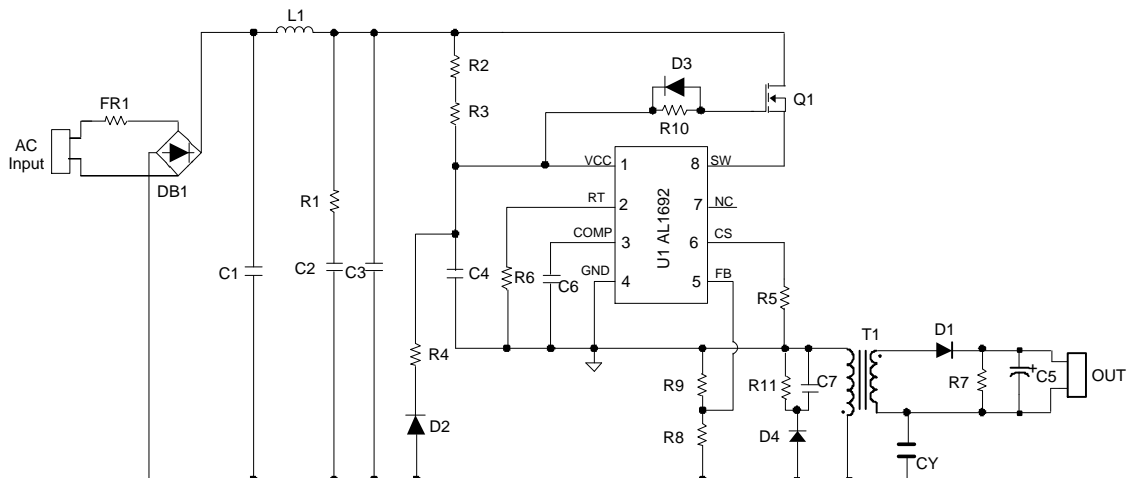 L1
R2
D3
FR1
R3
Q1
AC
Input
R10
VCC
1
8
SW
DB1
RT
2
7
NC
R1
U1 AL1692
COMP
3
6
CS
C1
C2
C3
C4
GND
4
5
FB
R6
C6
R5
T1
D1
R4
R9
R11
C7
R7
+
C5
OUT
D2
R8
D4
CY